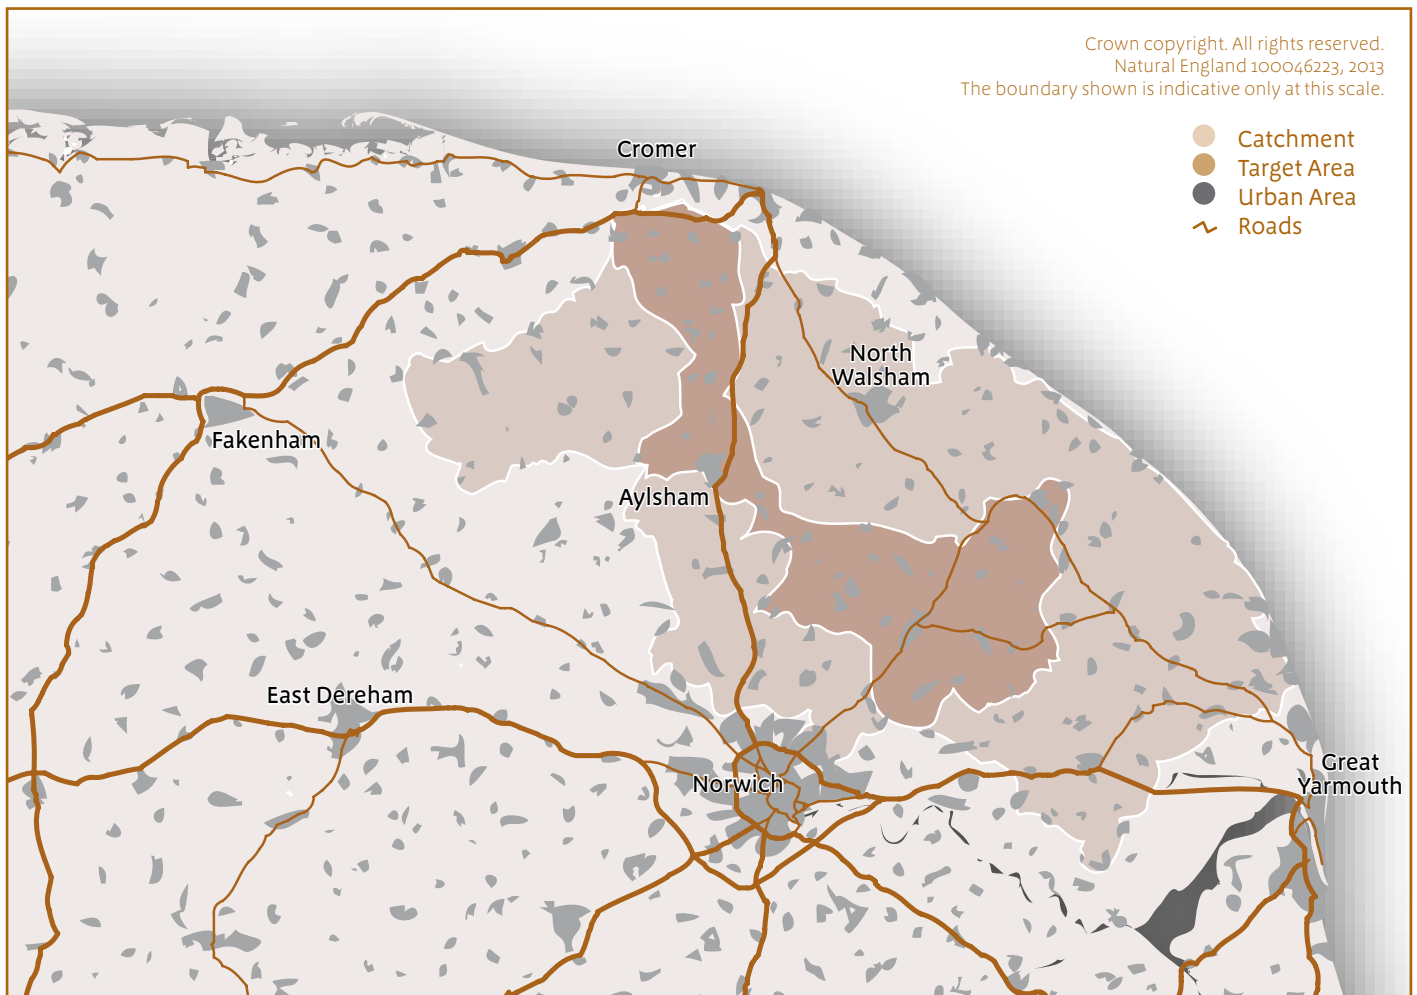 Crown copyright. All rights reserved.
Natural England 100046223, 2013
The boundary shown is indicative only at this scale.
Catchment
Target Area
Urban Area
Roads
Cromer
North
Walsham
Fakenham
Aylsham
East Dereham
Norwich
Great
Yarmouth